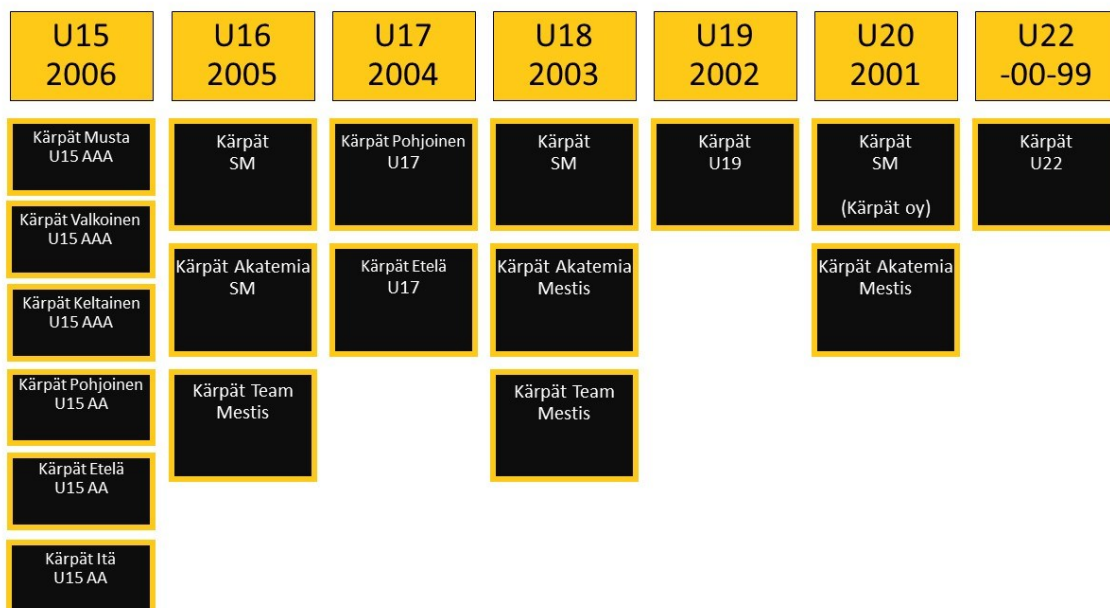 U15
2006
U16
2005
U17
2004
U18
2003
U19
2002
U20
2001
U22
-00-99
Kärpät Musta
U15 AAA
Kärpät Valkoinen
U15 AAA
Kärpät Keltainen
U15 AAA
Kärpät Pohjoinen
U15 AA
Kärpät Etelä
U15 AA
Kärpät Itä
U15 AA
Kärpät
SM
Kärpät Akatemia
SM
Kärpät Team
Mestis
Kärpät Pohjoinen
U17
Kärpät Etelä
U17
Kärpät
SM
Kärpät Akatemia
Mestis
Kärpät Team
Mestis
Kärpät
U19
Kärpät
SM
(Kärpät oy)
Kärpät Akatemia
Mestis
Kärpät
U22